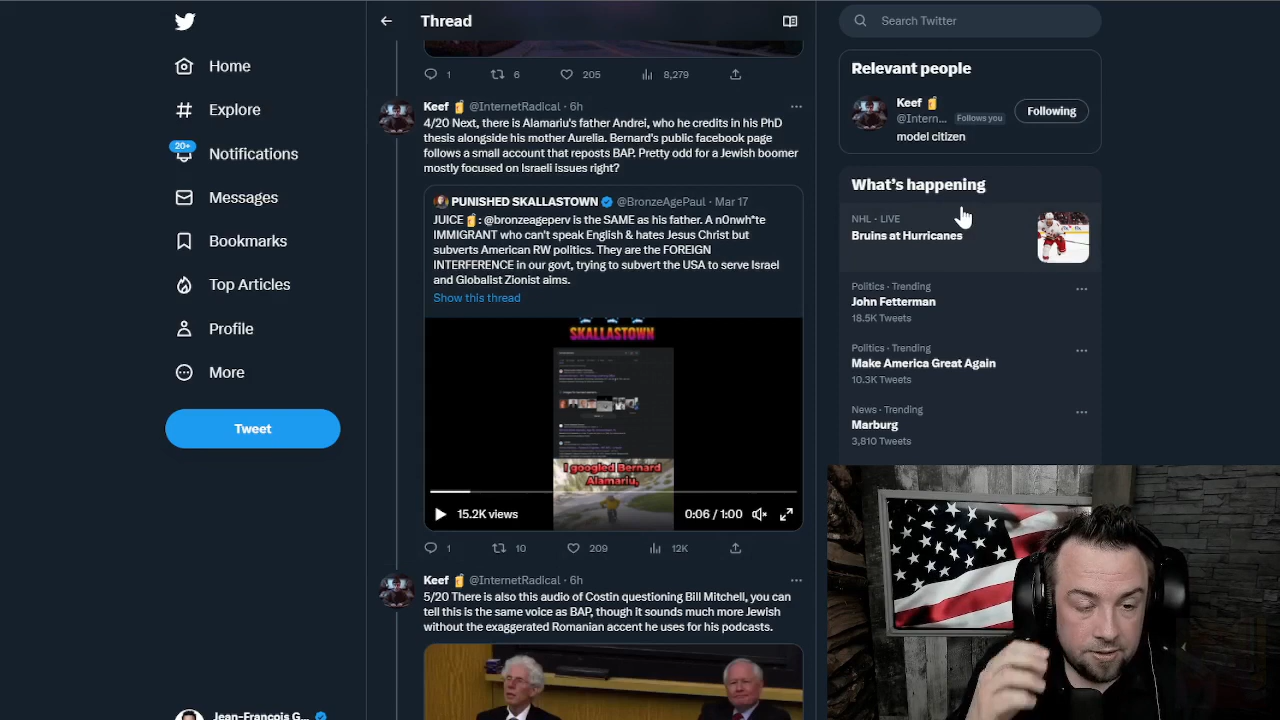 Home
Explore
20+
Notifications
Messages
Bookmarks
Top Articles
Profile
More
Tweet
Jean-François G...
Thread
1
6
205
8,279
Keef @InternetRadical · 6h
4/20 Next, there is Alamariu's father Andrei, who he credits in his PhD
thesis alongside his mother Aurelia. Bernard's public facebook page
follows a small account that reposts BAP. Pretty odd for a Jewish boomer
mostly focused on Israeli issues right?
PUNISHED SKALLASTOWN @BronzeAgePaul · Mar 17
JUICE : @bronzeageperv is the SAME as his father. A n0nwh*te
IMMIGRANT who can't speak English & hates Jesus Christ but
subverts American RW politics. They are the FOREIGN
INTERFERENCE in our govt, trying to subvert the USA to serve Israel
and Globalist Zionist aims.
Show this thread
SKALLASTOWN
I googled Bernard
Alamariu,
15.2K views
0:06 / 1:00
1
10
209
12K
Keef @InternetRadical · 6h
5/20 There is also this audio of Costin questioning Bill Mitchell, you can
tell this is the same voice as BAP, though it sounds much more Jewish
without the exaggerated Romanian accent he uses for his podcasts.
Search Twitter
Relevant people
Keef
@Intern...
Follows you
Following
model citizen
What's happening
NHL · LIVE
Bruins at Hurricanes
Politics · Trending
John Fetterman
18.5K Tweets
Politics · Trending
Make America Great Again
10.3K Tweets
News · Trending
Marburg
3,810 Tweets